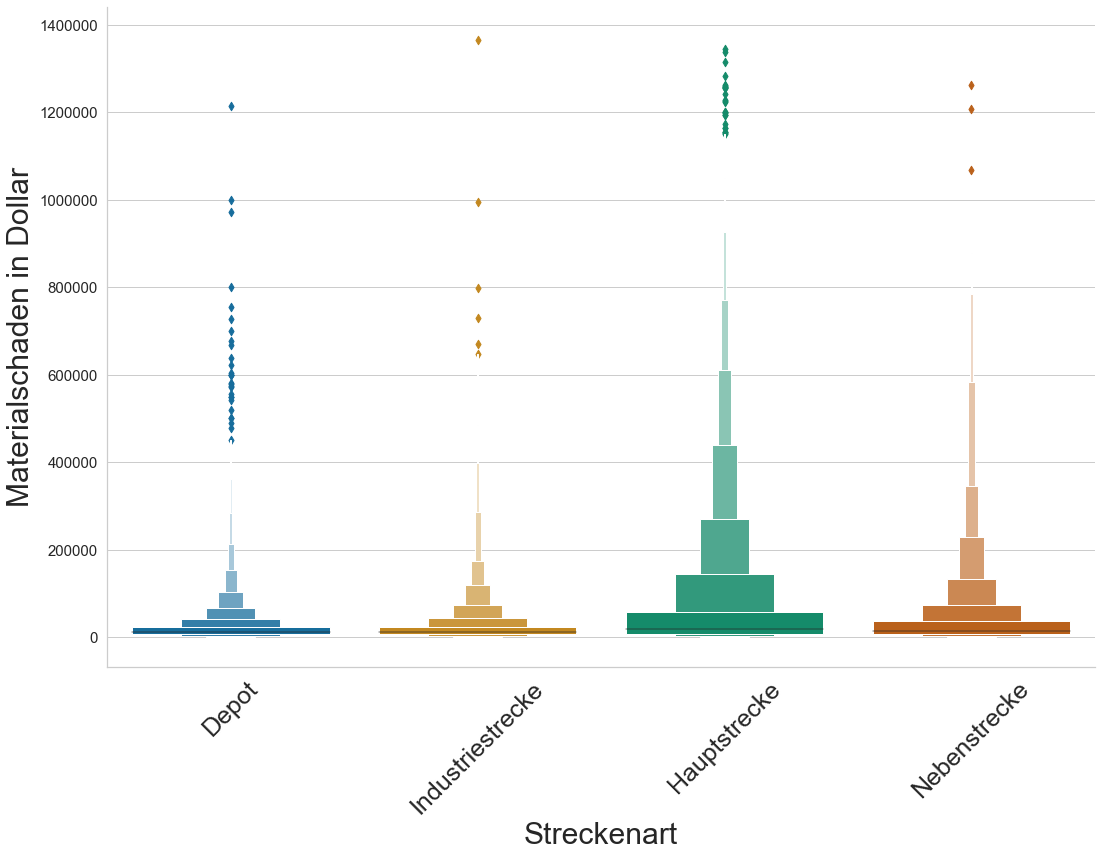 1400000
1200000
1000000
800000
600000
400000
200000
0
Materialschaden in Dollar
Depot
Industriestrecke
Hauptstrecke
Nebenstrecke
Streckenart